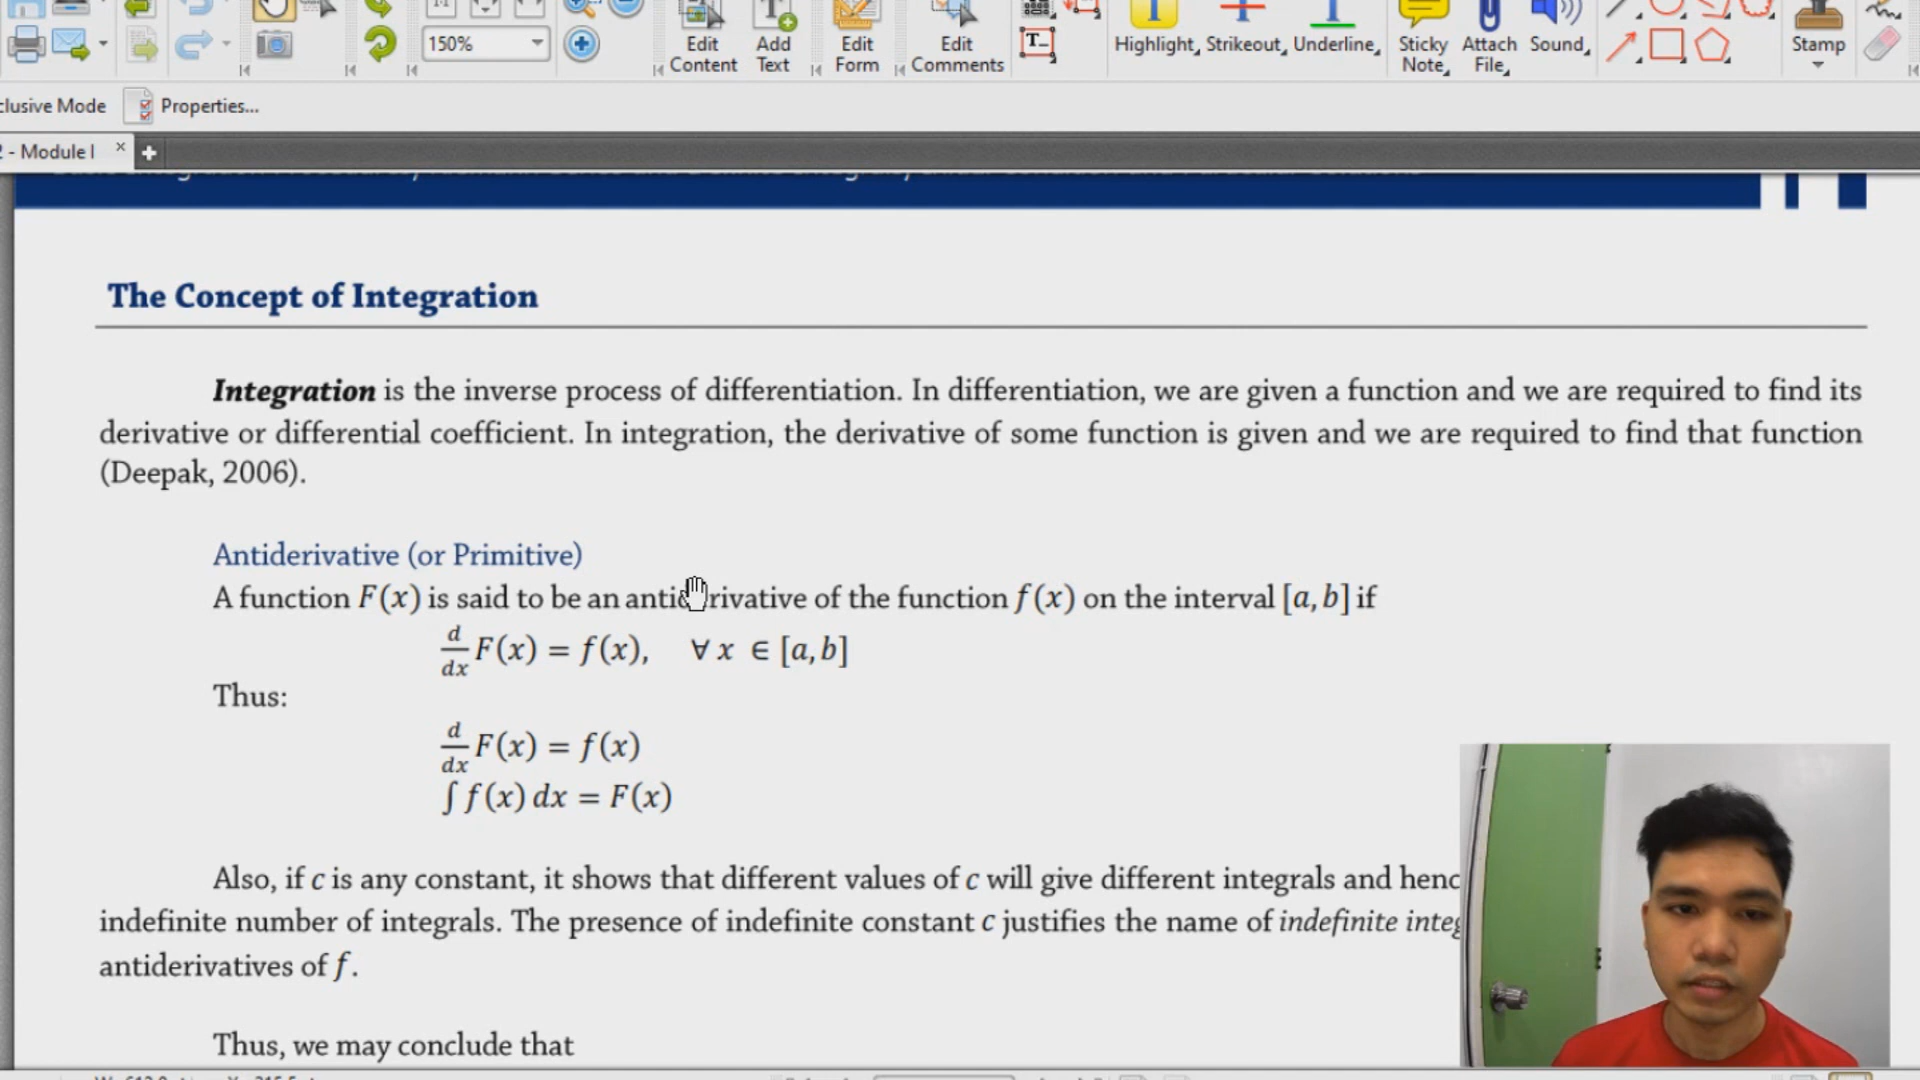 150%
Edit Content
Add Text
Edit Form
Edit Comments
Highlight
Strikeout
Underline
Sticky Note
Attach File
Sound
Stamp
clusive Mode
Properties...
2 - Module I
The Concept of Integration
Integration is the inverse process of differentiation. In differentiation, we are given a function and we are required to find its
derivative or differential coefficient. In integration, the derivative of some function is given and we are required to find that function
(Deepak, 2006).
Antiderivative (or Primitive)
A function F(x) is said to be an antiderivative of the function f(x) on the interval [a, b] if
d/dx F(x) = f(x), ∀ x ∈ [a, b]
Thus:
d/dx F(x) = f(x)
∫ f(x) dx = F(x)
Also, if c is any constant, it shows that different values of c will give different integrals and henc
indefinite number of integrals. The presence of indefinite constant c justifies the name of indefinite integ
antiderivatives of f.
Thus, we may conclude that